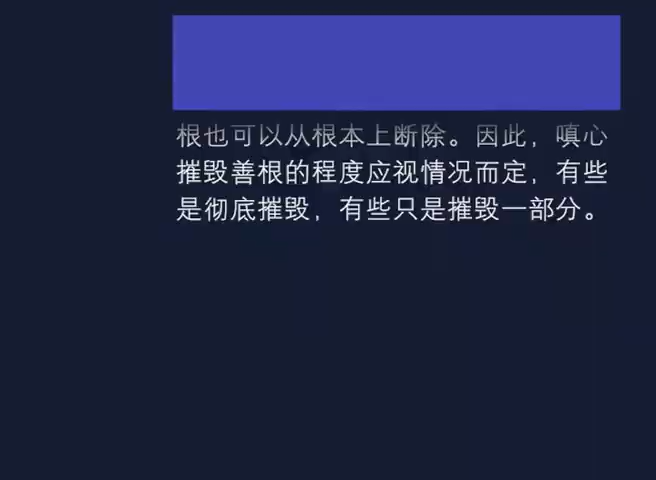 根也可以从根本上断除。因此，嗔心
摧毁善根的程度应视情况而定，有些
是彻底摧毁，有些只是摧毁一部分。